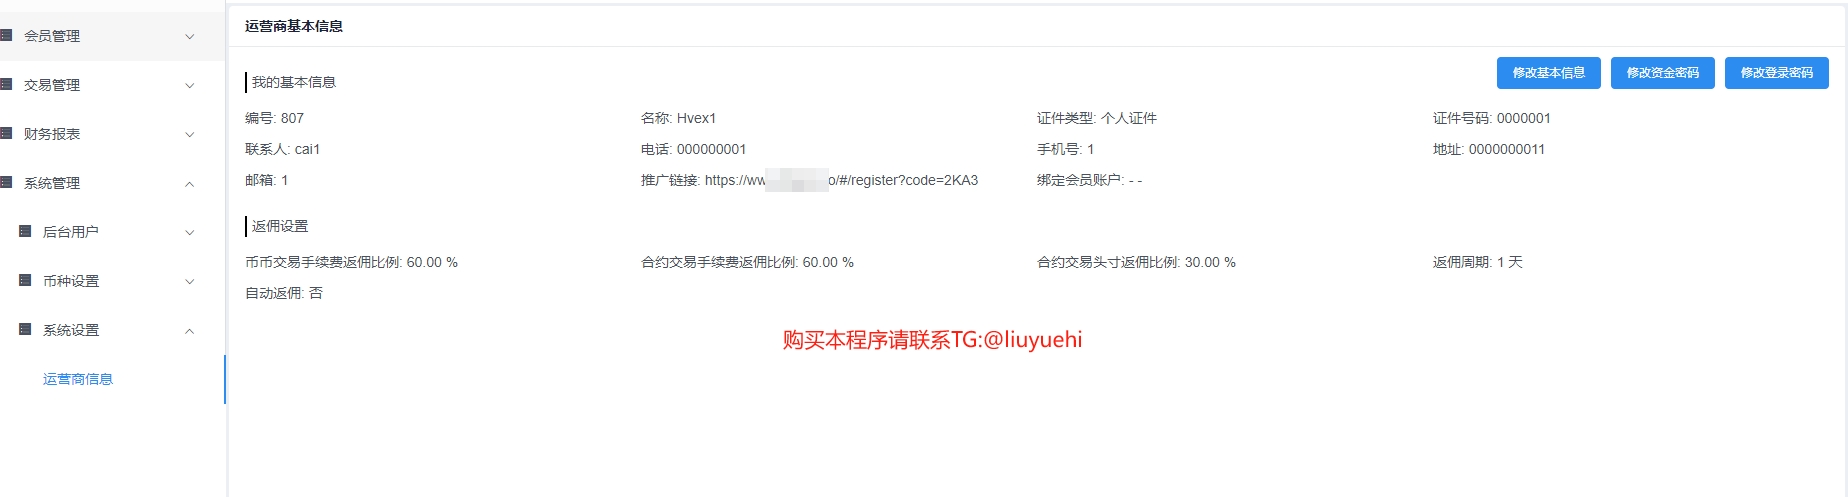 会员管理
交易管理
财务报表
系统管理
后台用户
币种设置
系统设置
运营商信息
运营商基本信息
修改基本信息 修改资金密码 修改登录密码
我的基本信息
编号: 807 名称: Hvex1 证件类型: 个人证件 证件号码: 0000001
联系人: cai1 电话: 000000001 手机号: 1 地址: 0000000011
邮箱: 1 推广链接: https://ww o/#/register?code=2KA3 绑定会员账户: - -
返佣设置
币币交易手续费返佣比例: 60.00 % 合约交易手续费返佣比例: 60.00 % 合约交易头寸返佣比例: 30.00 % 返佣周期: 1 天
自动返佣: 否
购买本程序请联系TG:@liuyuehi